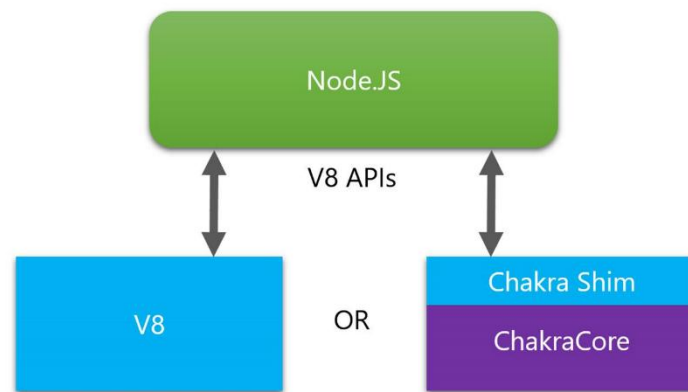 Node.JS
V8 APIs
V8
OR
Chakra Shim
ChakraCore